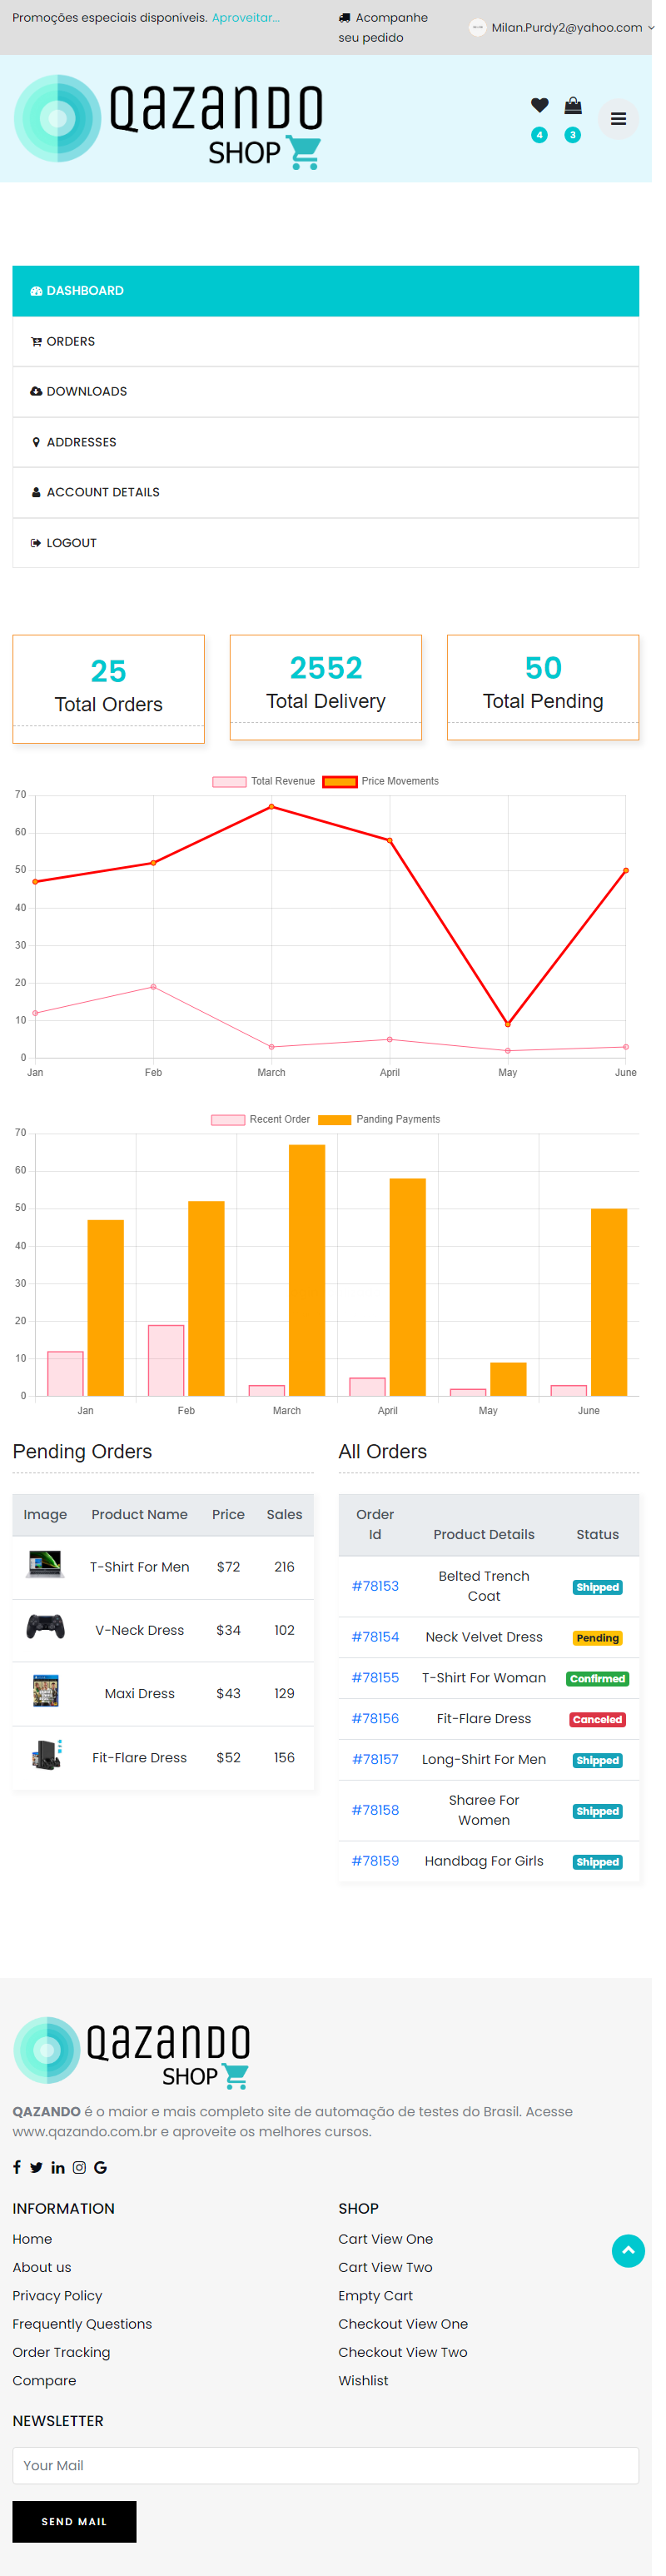 Promoções especiais disponíveis. Aproveitar...
Acompanhe
seu pedido
Milan.Purdy2@yahoo.com
QAZANDO
SHOP
4
3
DASHBOARD
ORDERS
DOWNLOADS
ADDRESSES
ACCOUNT DETAILS
LOGOUT
25
Total Orders
2552
Total Delivery
50
Total Pending
Total Revenue
Price Movements
70
60
50
40
30
20
10
0
Jan
Feb
March
April
May
June
Recent Order
Panding Payments
70
60
50
40
30
20
10
0
Jan
Feb
March
April
May
June
Pending Orders
Image Product Name Price Sales
T-Shirt For Men $72 216
V-Neck Dress $34 102
Maxi Dress $43 129
Fit-Flare Dress $52 156
All Orders
Order
Id Product Details Status
#78153 Belted Trench
Coat Shipped
#78154 Neck Velvet Dress Pending
#78155 T-Shirt For Woman Confirmed
#78156 Fit-Flare Dress Canceled
#78157 Long-Shirt For Men Shipped
#78158 Sharee For
Women Shipped
#78159 Handbag For Girls Shipped
QAZANDO
SHOP
QAZANDO é o maior e mais completo site de automação de testes do Brasil. Acesse
www.qazando.com.br e aproveite os melhores cursos.
INFORMATION
Home
About us
Privacy Policy
Frequently Questions
Order Tracking
Compare
SHOP
Cart View One
Cart View Two
Empty Cart
Checkout View One
Checkout View Two
Wishlist
NEWSLETTER
Your Mail
SEND MAIL